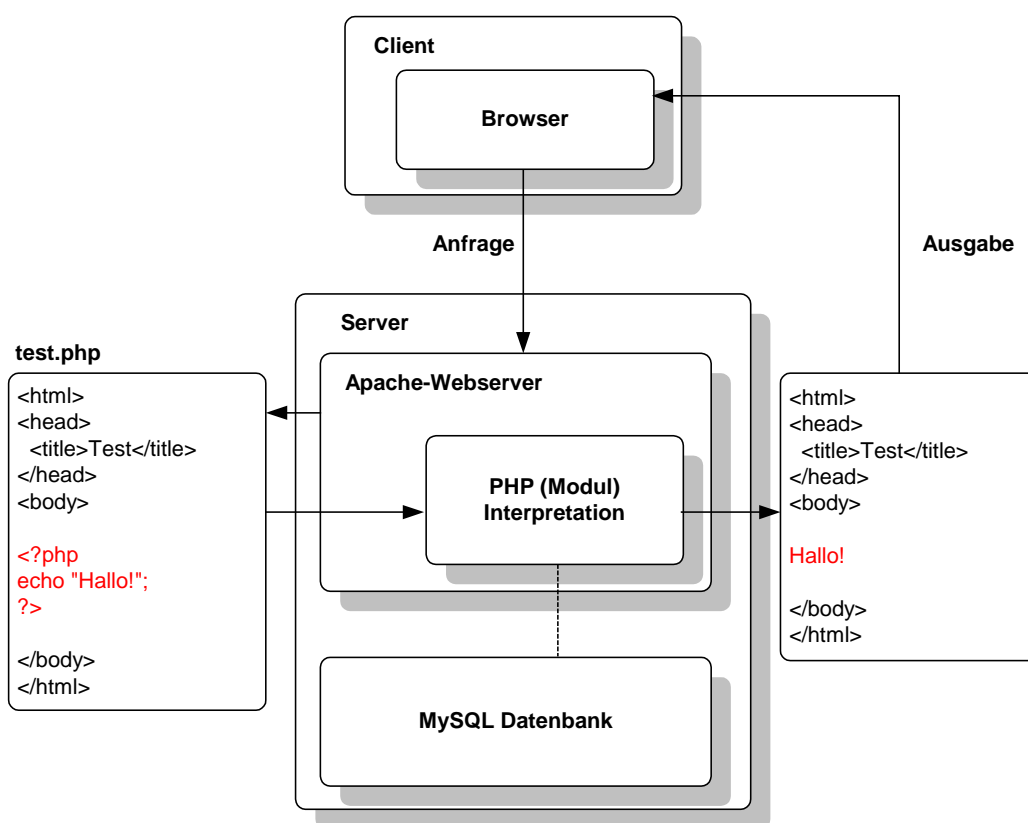 Client
Browser
Anfrage
Ausgabe
Server
test.php
Apache-Webserver
<html>
<head>
<title>Test</title>
</head>
<body>
<?php
echo "Hallo!";
?>
</body>
</html>
PHP (Modul)
Interpretation
<html>
<head>
<title>Test</title>
</head>
<body>
Hallo!
</body>
</html>
MySQL Datenbank